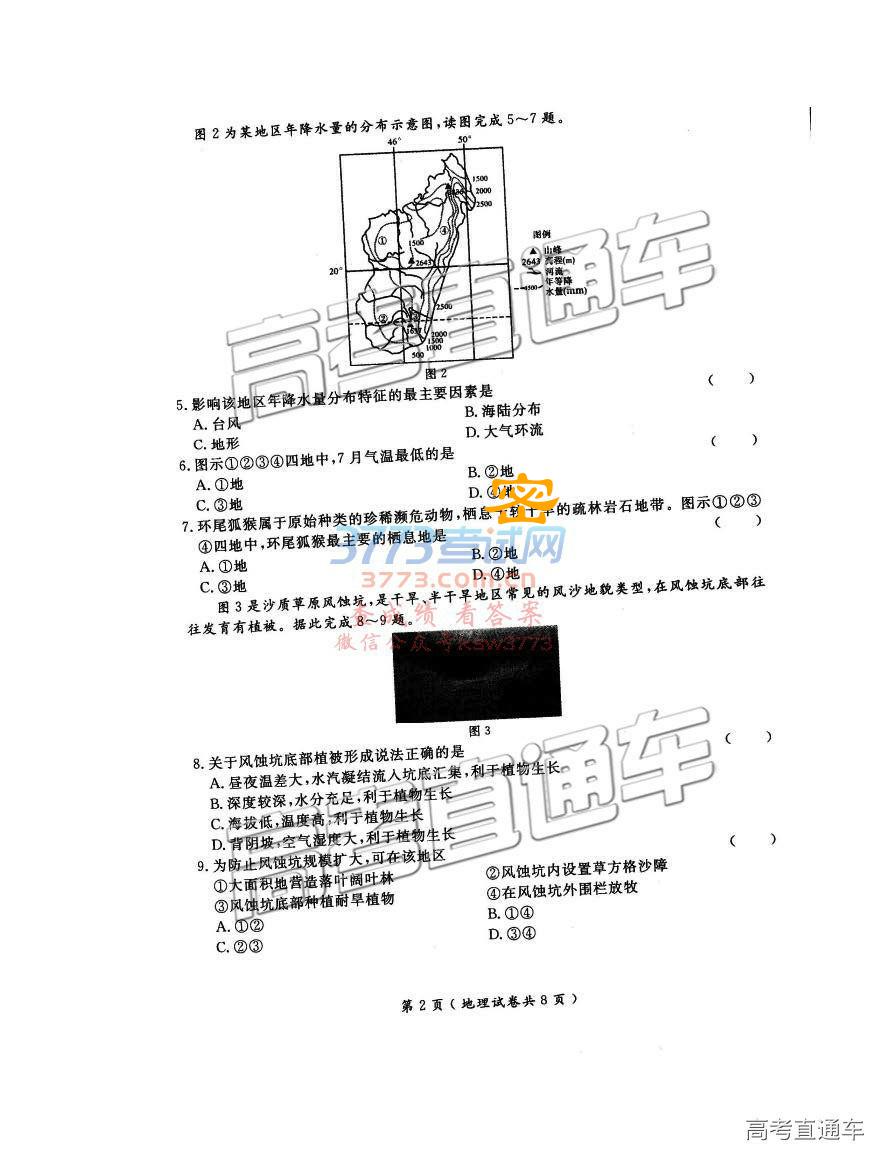 图 2 为某地区年降水量的分布示意图,读图完成 5～7 题。
46° 50°
1500
2000
2500
④
图例
① 1500
山峰
2643
2643 高程(m)
河流
20°
年等降
1500 水量(mm)
2500
②
③
1637
2000
1500
1000
500
图 2
5. 影响该地区年降水量分布特征的最主要因素是 ( )
A. 台风 B. 海陆分布
C. 地形 D. 大气环流
6. 图示①②③④四地中,7 月气温最低的是 ( )
A. ①地 B. ②地
C. ③地 D. ④地
密
7. 环尾狐猴属于原始种类的珍稀濒危动物,栖息于较干旱的疏林岩石地带。图示①②③
④四地中,环尾狐猴最主要的栖息地是 ( )
A. ①地 B. ②地
C. ③地 D. ④地
3773考试网
3773.com.cn
查成绩 看答案
微信公众号ksw3773
图 3 是沙质草原风蚀坑,是干旱、半干旱地区常见的风沙地貌类型,在风蚀坑底部往
往发育有植被。据此完成 8～9 题。
图 3
8. 关于风蚀坑底部植被形成说法正确的是 ( )
A. 昼夜温差大,水汽凝结流入坑底汇集,利于植物生长
B. 深度较深,水分充足,利于植物生长
C. 海拔低,温度高,利于植物生长
D. 背阴坡,空气湿度大,利于植物生长
9. 为防止风蚀坑规模扩大,可在该地区 ( )
①大面积地营造落叶阔叶林 ②风蚀坑内设置草方格沙障
③风蚀坑底部种植耐旱植物 ④在风蚀坑外围栏放牧
A. ①② B. ①④
C. ②③ D. ③④
第 2 页 ( 地理试卷共 8 页 )
高考直通车
高考直通车
高考直通车